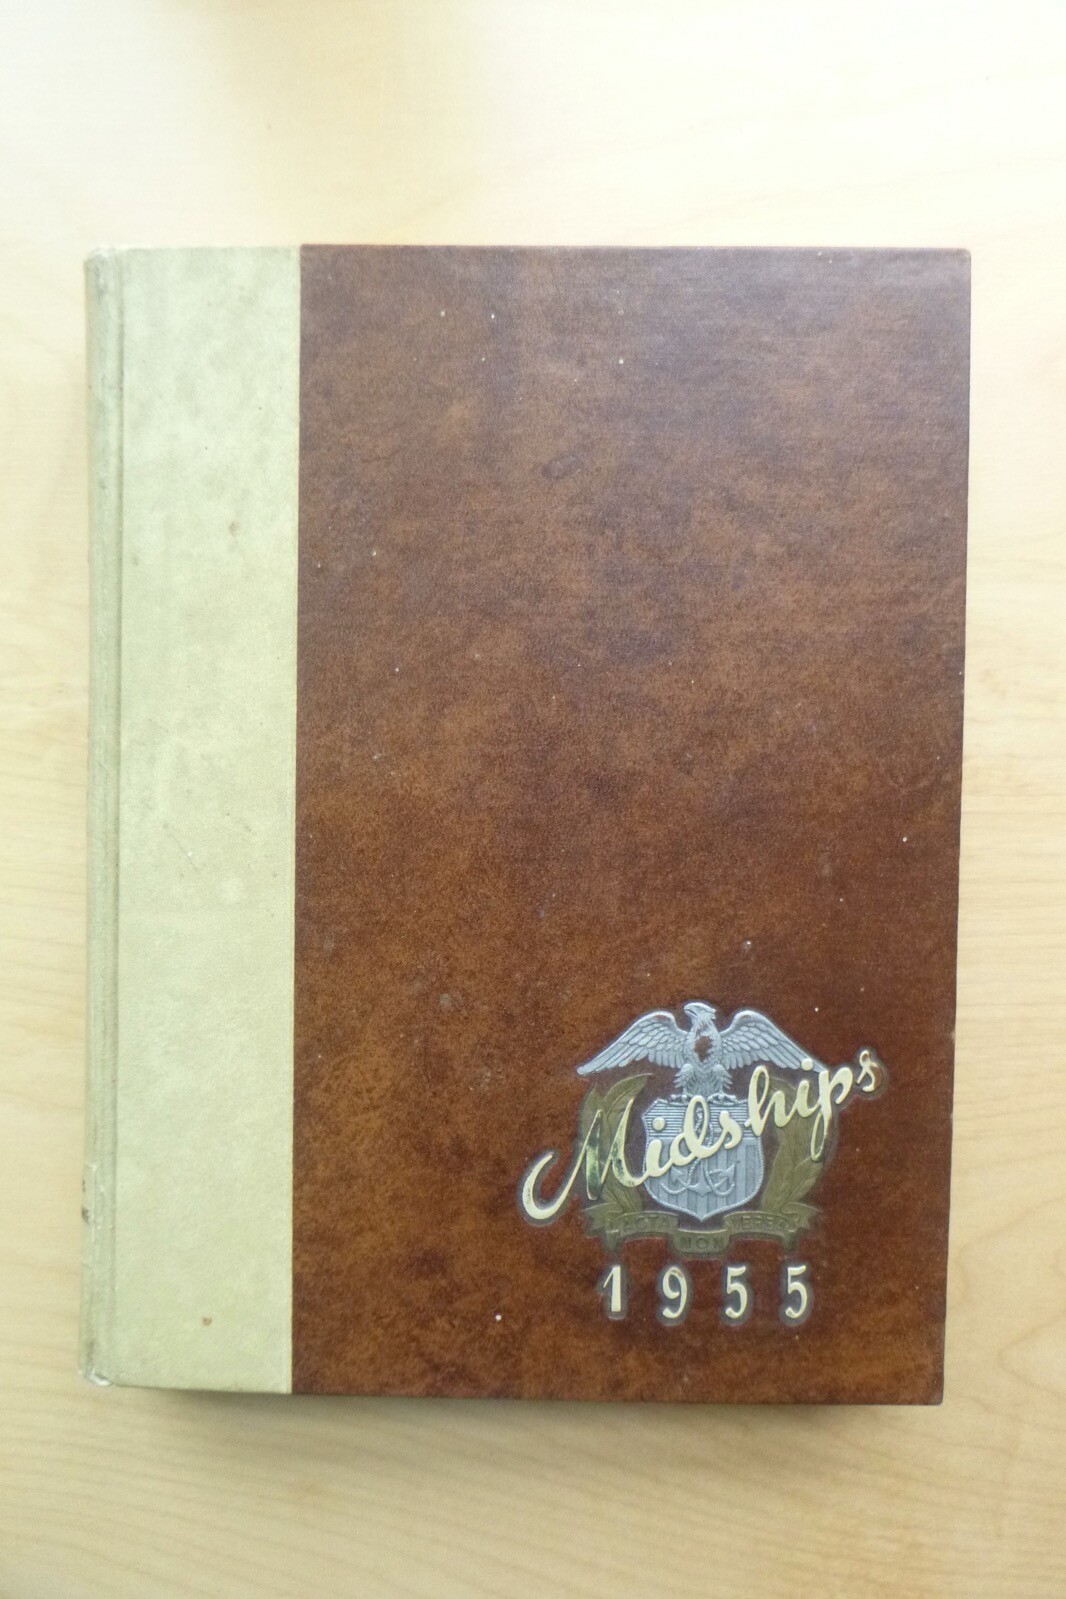 Midships
ACTA NON VERBA
1955